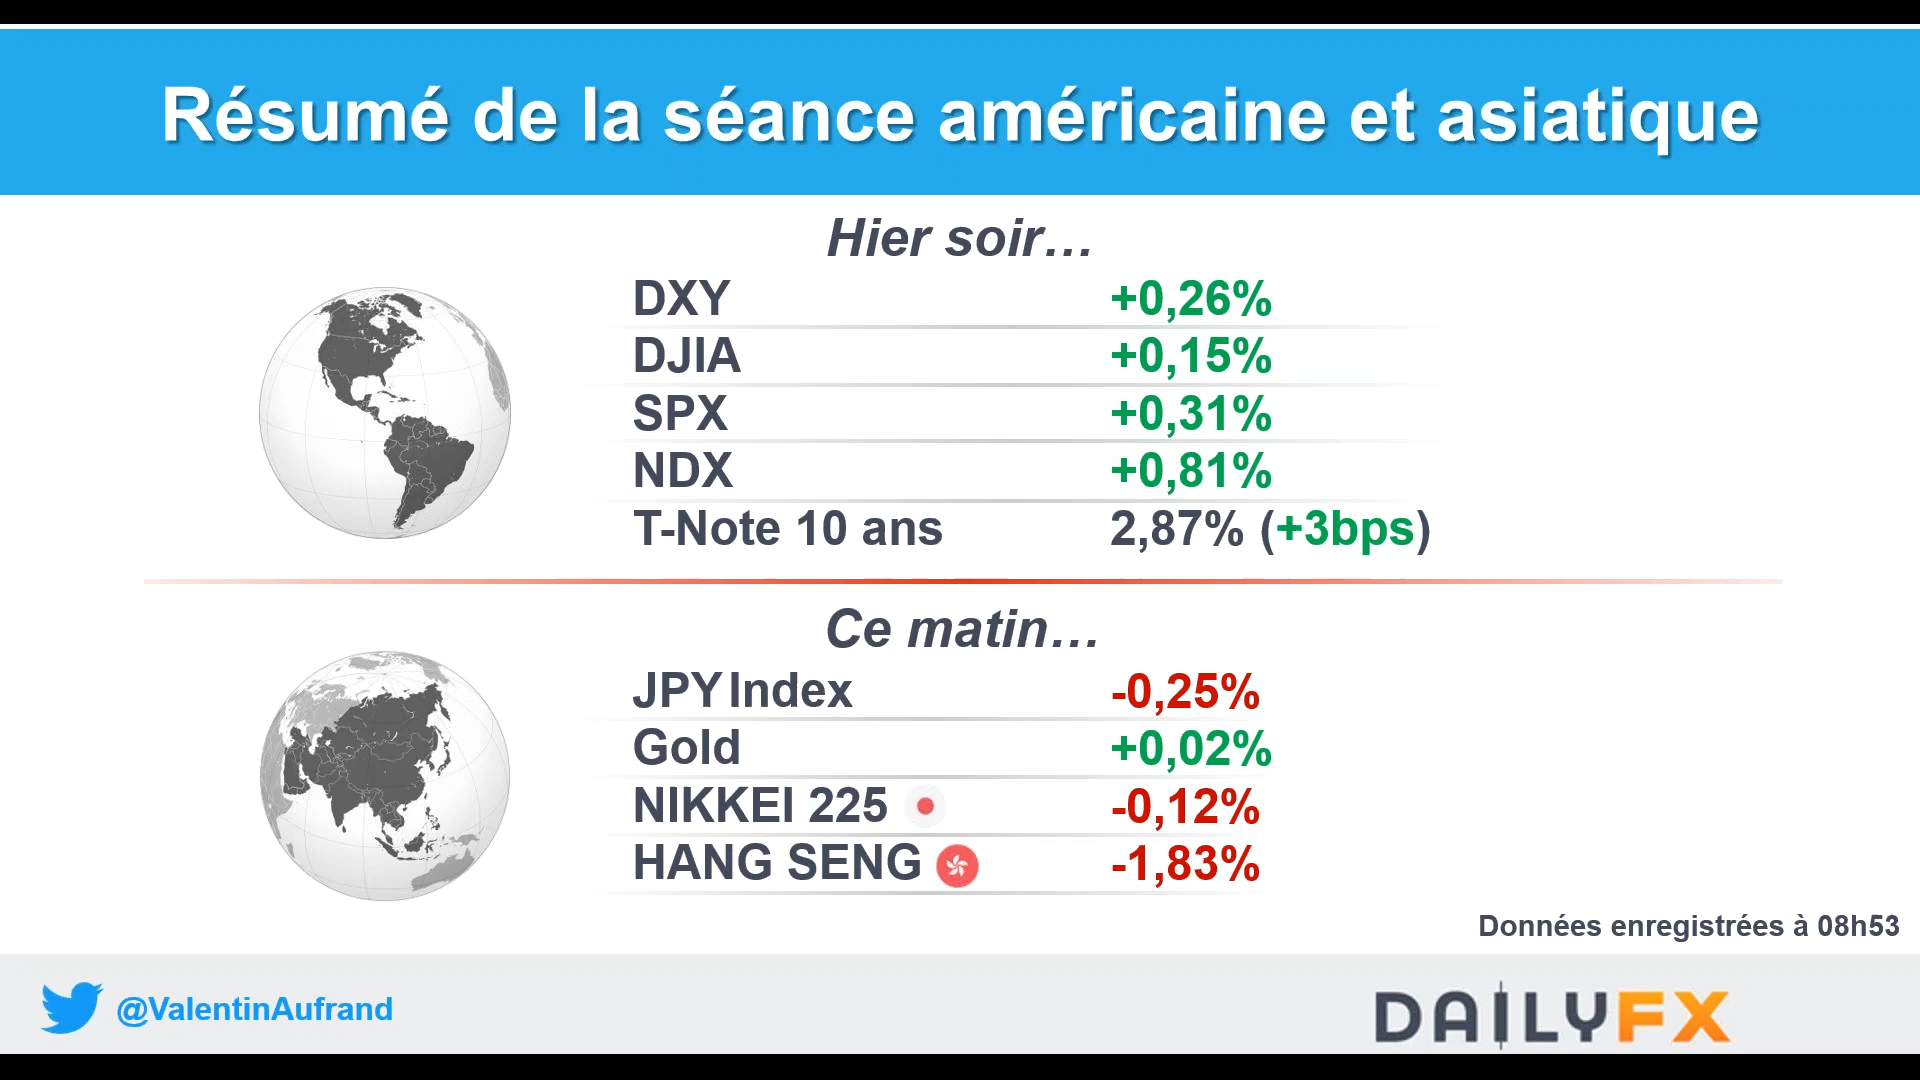 Résumé de la séance américaine et asiatique
Hier soir…
DXY +0,26%
DJIA +0,15%
SPX +0,31%
NDX +0,81%
T-Note 10 ans 2,87% (+3bps)
Ce matin…
JPY Index -0,25%
Gold +0,02%
NIKKEI 225 -0,12%
HANG SENG -1,83%
Données enregistrées à 08h53
@ValentinAufrand
DAILYFX